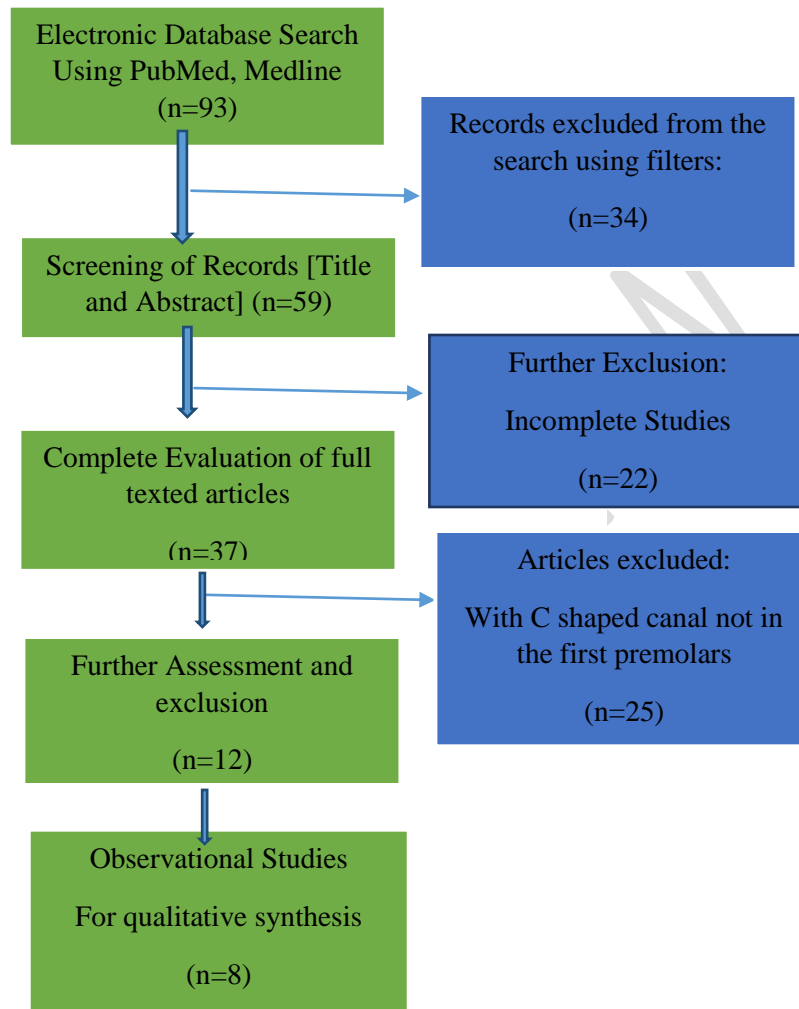 Electronic Database Search
Using PubMed, Medline
(n=93)
Records excluded from the
search using filters:
(n=34)
Screening of Records [Title
and Abstract] (n=59)
Further Exclusion:
Incomplete Studies
(n=22)
Complete Evaluation of full
texted articles
(n=37)
Articles excluded:
With C shaped canal not in
the first premolars
(n=25)
Further Assessment and
exclusion
(n=12)
Observational Studies
For qualitative synthesis
(n=8)